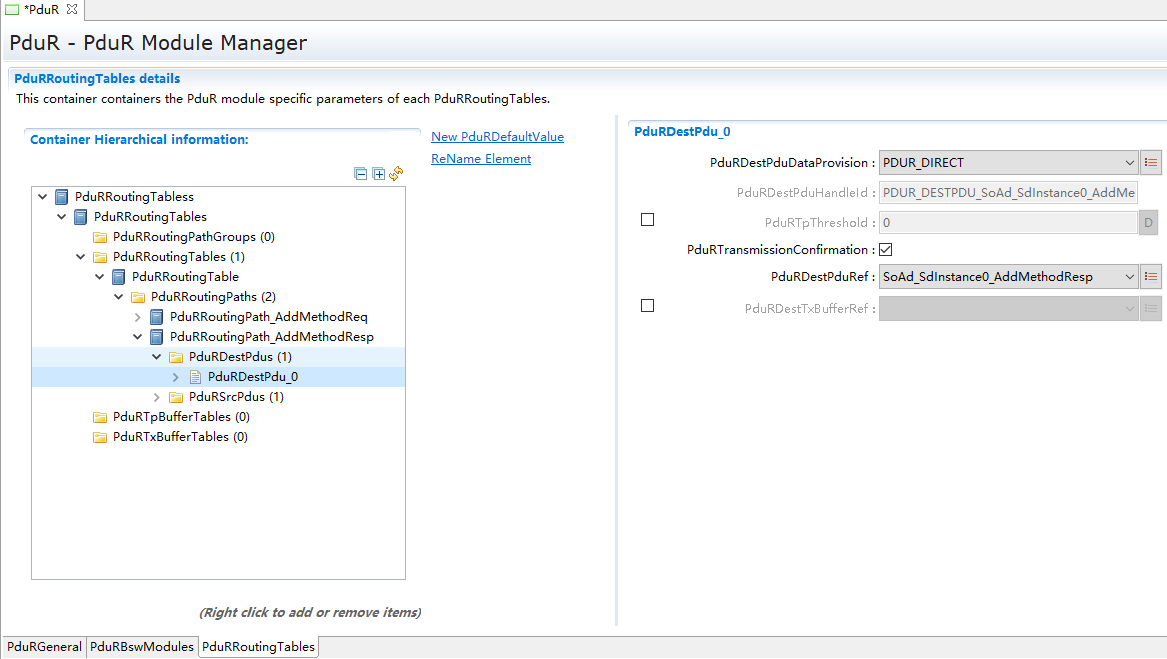 *PduR
PduR - PduR Module Manager
PduRRoutingTables details
This container containers the PduR module specific parameters of each PduRRoutingTables.
Container Hierarchical information:
New PduRDefaultValue
ReName Element
PduRRoutingTabless
PduRRoutingTables
PduRRoutingPathGroups (0)
PduRRoutingTables (1)
PduRRoutingTable
PduRRoutingPaths (2)
PduRRoutingPath_AddMethodReq
PduRRoutingPath_AddMethodResp
PduRDestPdus (1)
PduRDestPdu_0
PduRSrcPdus (1)
PduRTpBufferTables (0)
PduRTxBufferTables (0)
(Right click to add or remove items)
PduRDestPdu_0
PduRDestPduDataProvision : PDUR_DIRECT
PduRDestPduHandleId : PDUR_DESTPDU_SoAd_SdInstance0_AddMe
PduRTpThreshold : 0 D
PduRTransmissionConfirmation :
PduRDestPduRef : SoAd_SdInstance0_AddMethodResp
PduRDestTxBufferRef :
PduRGeneral PduRBswModules PduRRoutingTables